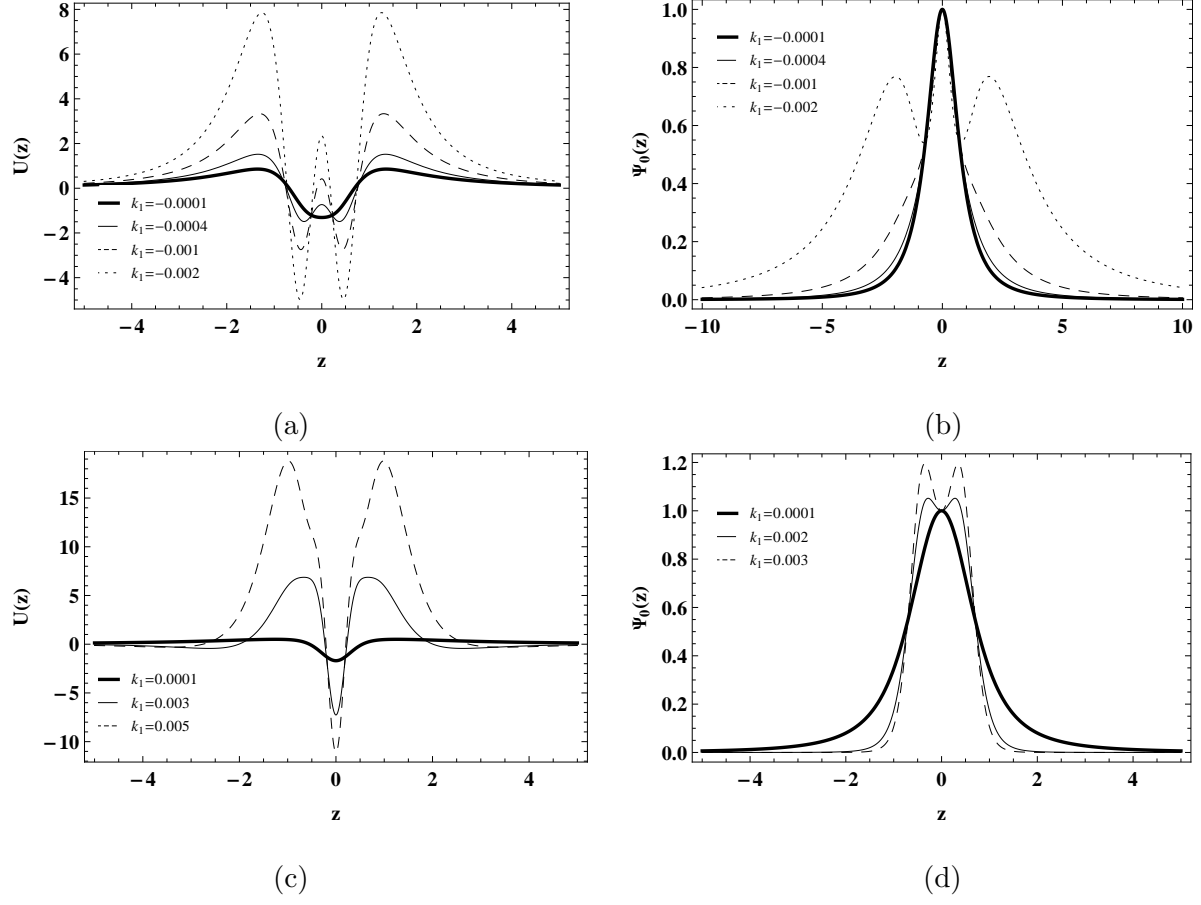 8
6
4
2
0
−2
−4
U(z)
k1=−0.0001
k1=−0.0004
k1=−0.001
k1=−0.002
−4
−2
0
2
4
z
(a)
1.0
0.8
0.6
0.4
0.2
0.0
Ψ0(z)
k1=−0.0001
k1=−0.0004
k1=−0.001
k1=−0.002
−10
−5
0
5
10
z
(b)
15
10
5
0
−5
−10
U(z)
k1=0.0001
k1=0.003
k1=0.005
−4
−2
0
2
4
z
(c)
1.2
1.0
0.8
0.6
0.4
0.2
0.0
Ψ0(z)
k1=0.0001
k1=0.002
k1=0.003
−4
−2
0
2
4
z
(d)